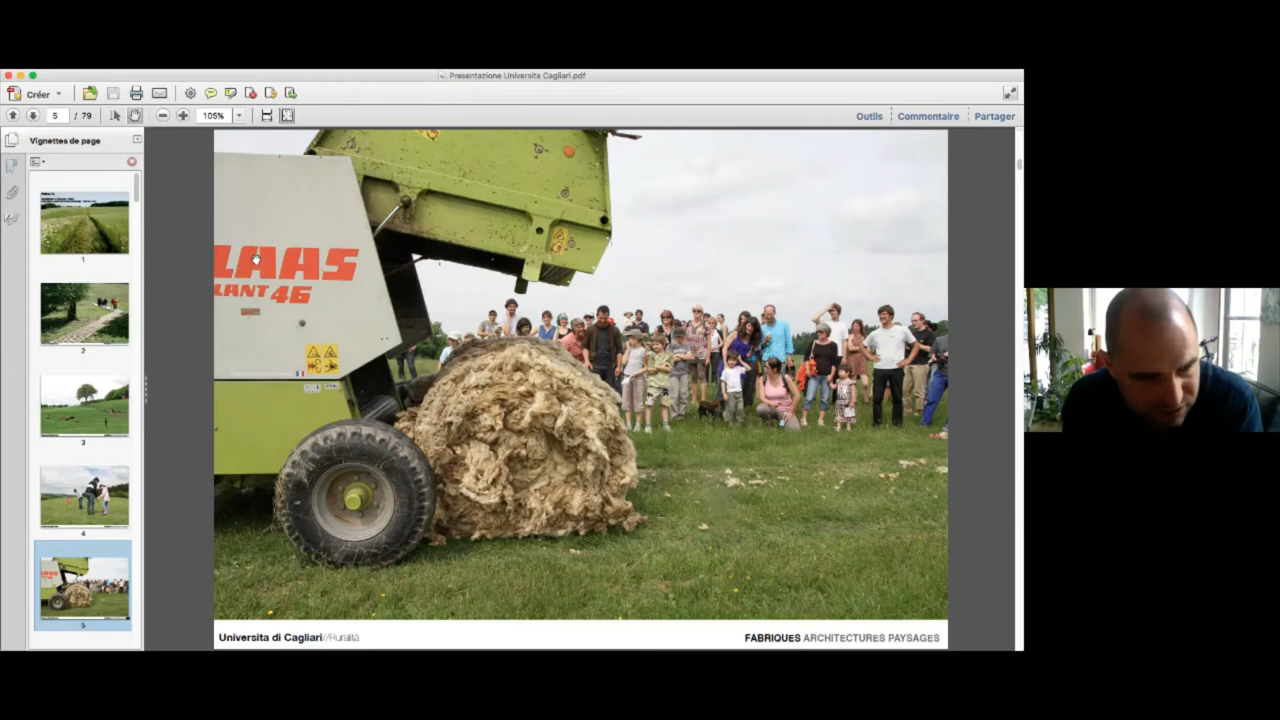 Presentazione Universita Cagliari.pdf
Créer
5 / 79
105%
Outils
Commentaire
Partager
Vignettes de page
1
2
3
4
5
LAAS
LANT 46
Universita di Cagliari//Ruralità
FABRIQUES ARCHITECTURES PAYSAGES